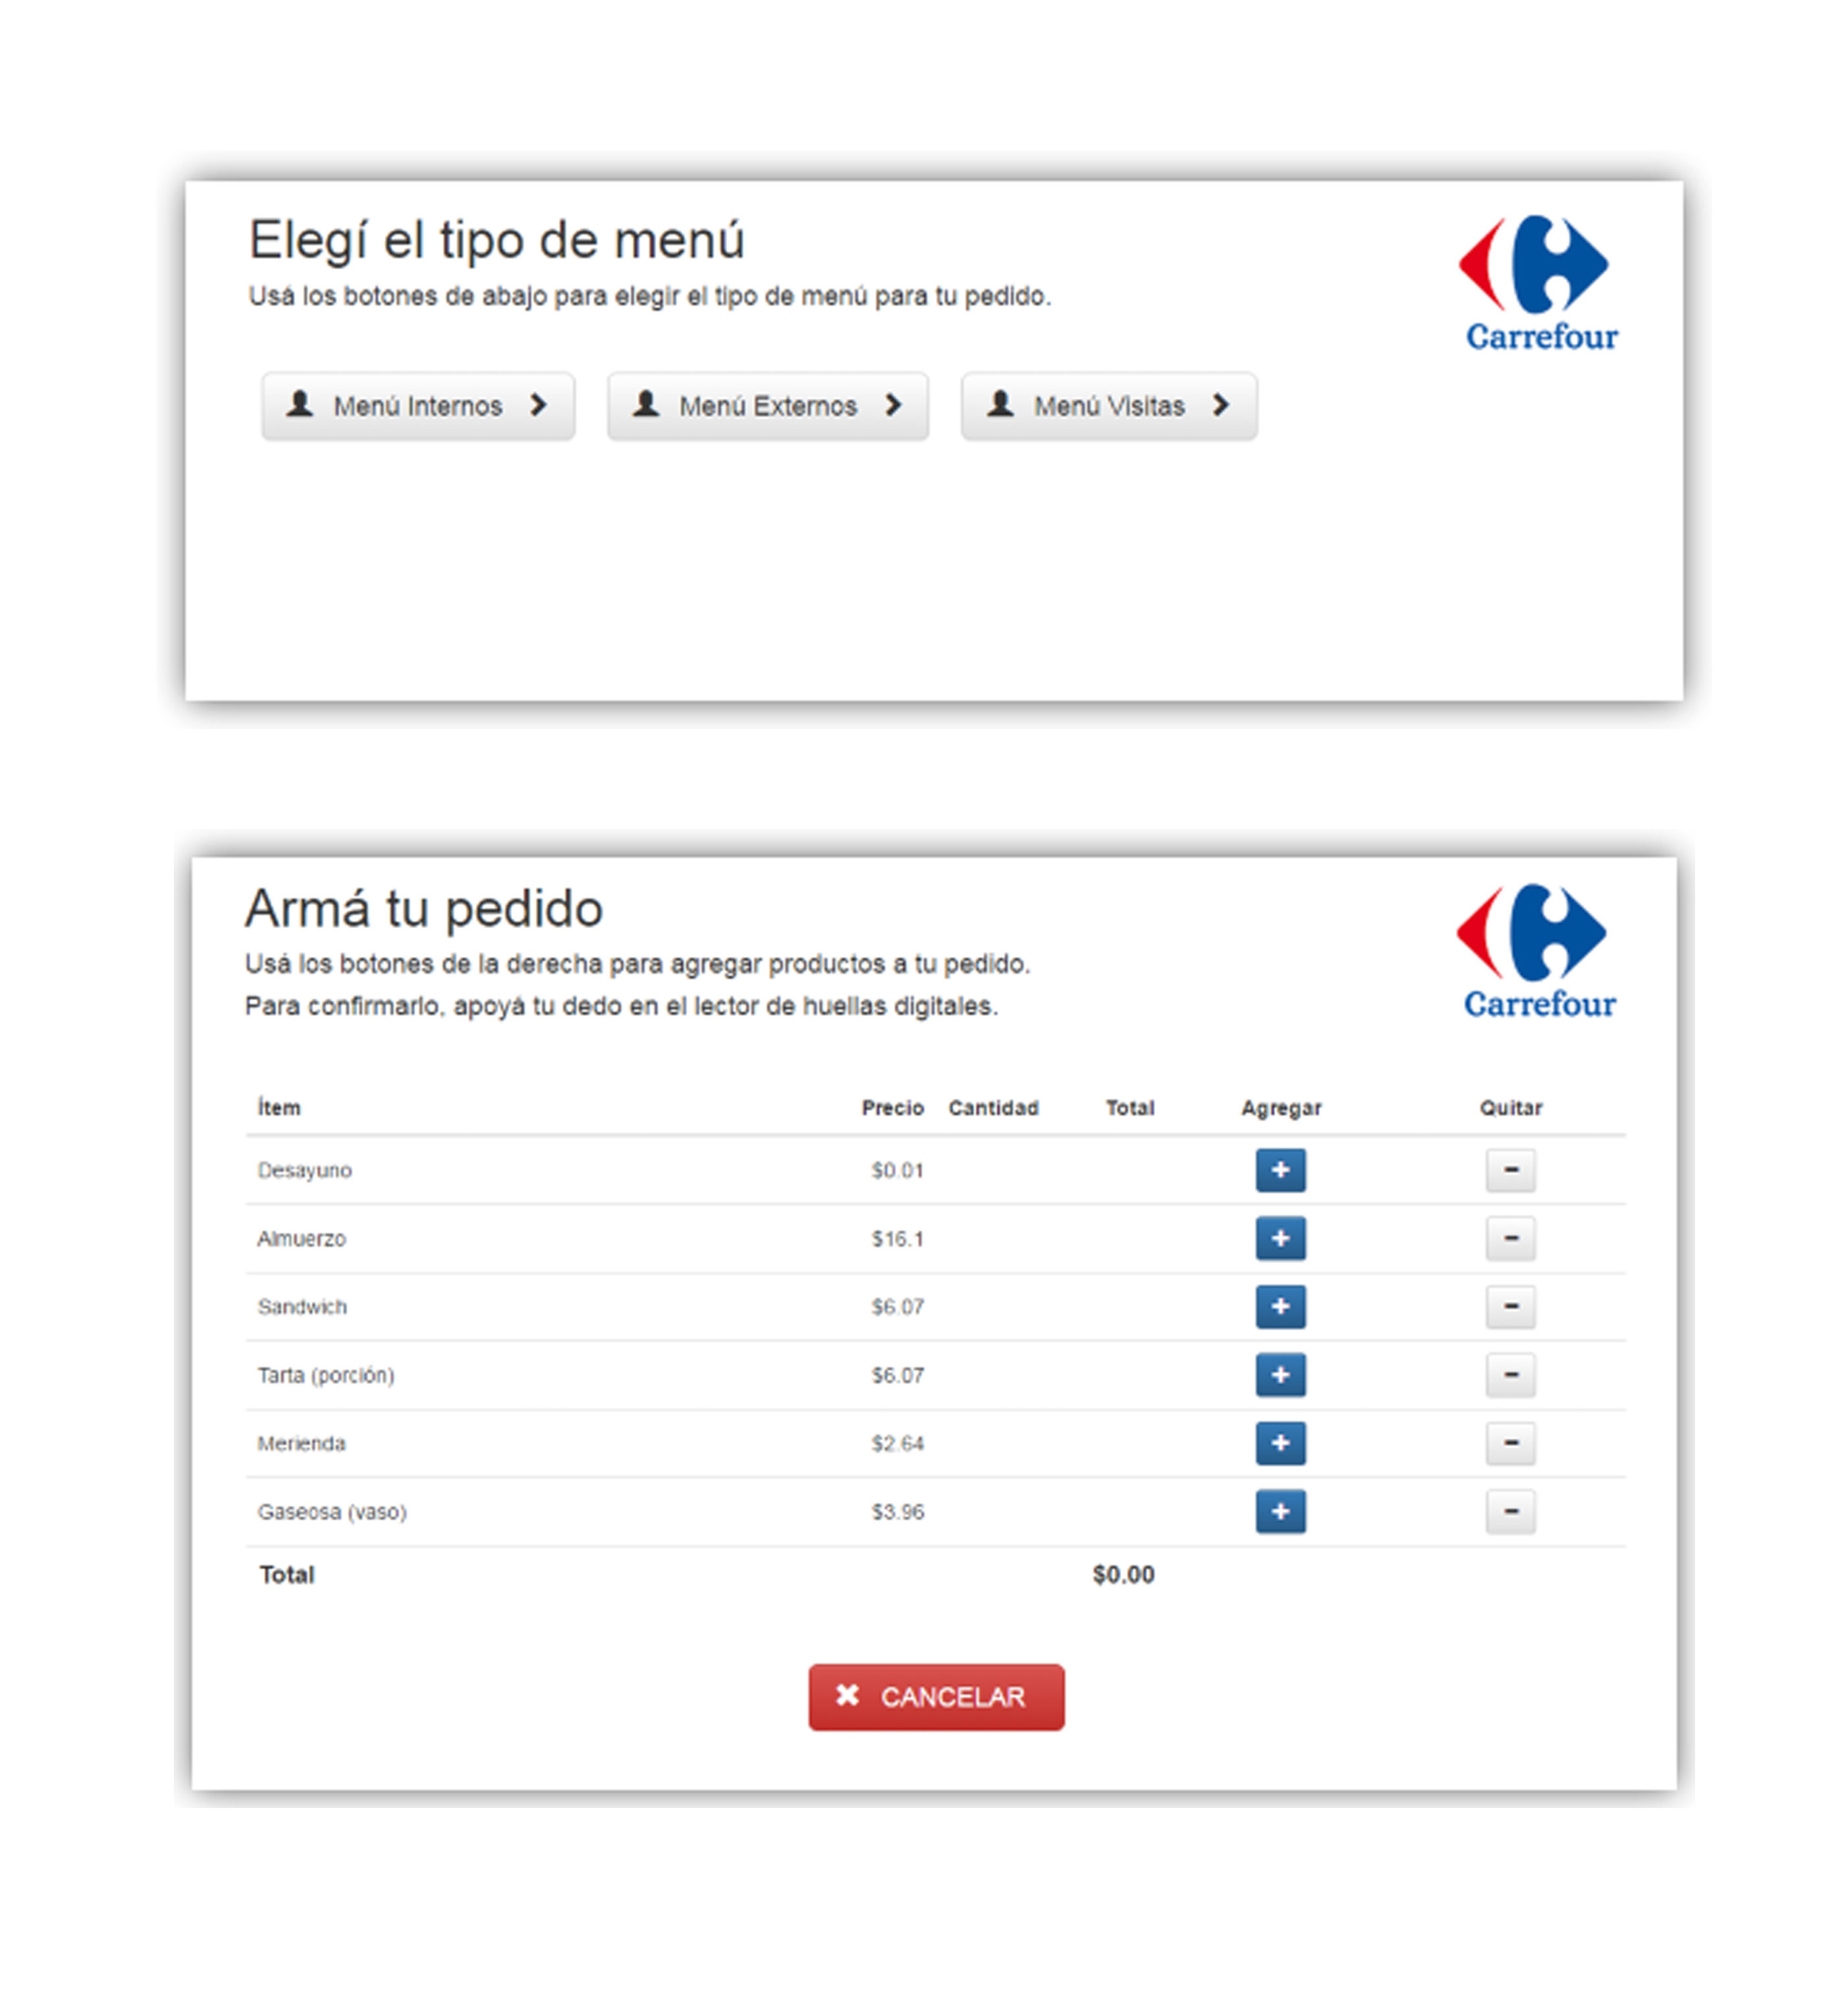 Elegí el tipo de menú
Usá los botones de abajo para elegir el tipo de menú para tu pedido.
Carrefour
Menú Internos
Menú Externos
Menú Visitas
Armá tu pedido
Usá los botones de la derecha para agregar productos a tu pedido.
Para confirmarlo, apoyá tu dedo en el lector de huellas digitales.
Carrefour
Ítem Precio Cantidad Total Agregar Quitar
Desayuno $0.01 + -
Almuerzo $16.1 + -
Sandwich $6.07 + -
Tarta (porción) $6.07 + -
Merienda $2.64 + -
Gaseosa (vaso) $3.96 + -
Total $0.00
CANCELAR